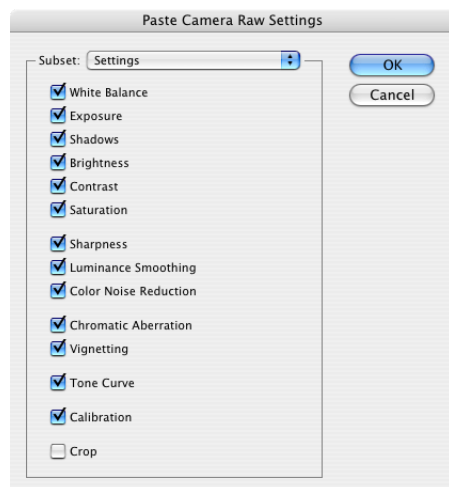 Paste Camera Raw Settings
Subset: Settings
OK
Cancel
White Balance
Exposure
Shadows
Brightness
Contrast
Saturation
Sharpness
Luminance Smoothing
Color Noise Reduction
Chromatic Aberration
Vignetting
Tone Curve
Calibration
Crop